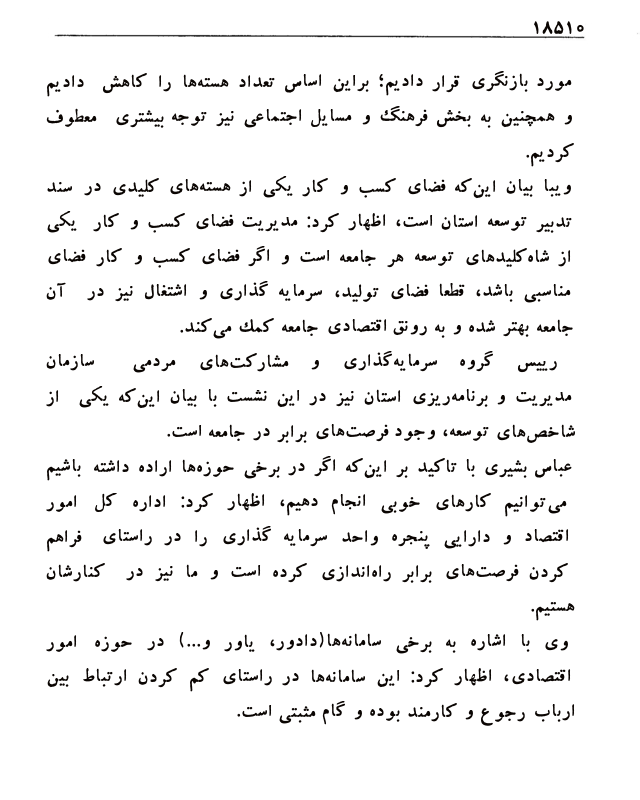 ۱۸۵۱۰
مورد بازنگری قرار دادیم؛ براین اساس تعداد هسته‌ها را کاهش دادیم
و همچنین به بخش فرهنگ و مسایل اجتماعی نیز توجه بیشتری معطوف
کردیم.
ویبا بیان این‌که فضای کسب و کار یکی از هسته‌های کلیدی در سند
تدبیر توسعه استان است، اظهار کرد: مدیریت فضای کسب و کار یکی
از شاه‌کلیدهای توسعه هر جامعه است و اگر فضای کسب و کار فضای
مناسبی باشد، قطعا فضای تولید، سرمایه گذاری و اشتغال نیز در آن
جامعه بهتر شده و به رونق اقتصادی جامعه کمک می‌کند.
رییس گروه سرمایه‌گذاری و مشارکت‌های مردمی سازمان
مدیریت و برنامه‌ریزی استان نیز در این نشست با بیان این‌که یکی از
شاخص‌های توسعه، وجود فرصت‌های برابر در جامعه است.
عباس بشیری با تاکید بر این‌که اگر در برخی حوزه‌ها اراده داشته باشیم
می‌توانیم کارهای خوبی انجام دهیم، اظهار کرد: اداره کل امور
اقتصاد و دارایی پنجره واحد سرمایه گذاری را در راستای فراهم
کردن فرصت‌های برابر راه‌اندازی کرده است و ما نیز در کنارشان
هستیم.
وی با اشاره به برخی سامانه‌ها(دادور، یاور و...) در حوزه امور
اقتصادی، اظهار کرد: این سامانه‌ها در راستای کم کردن ارتباط بین
ارباب رجوع و کارمند بوده و گام مثبتی است.